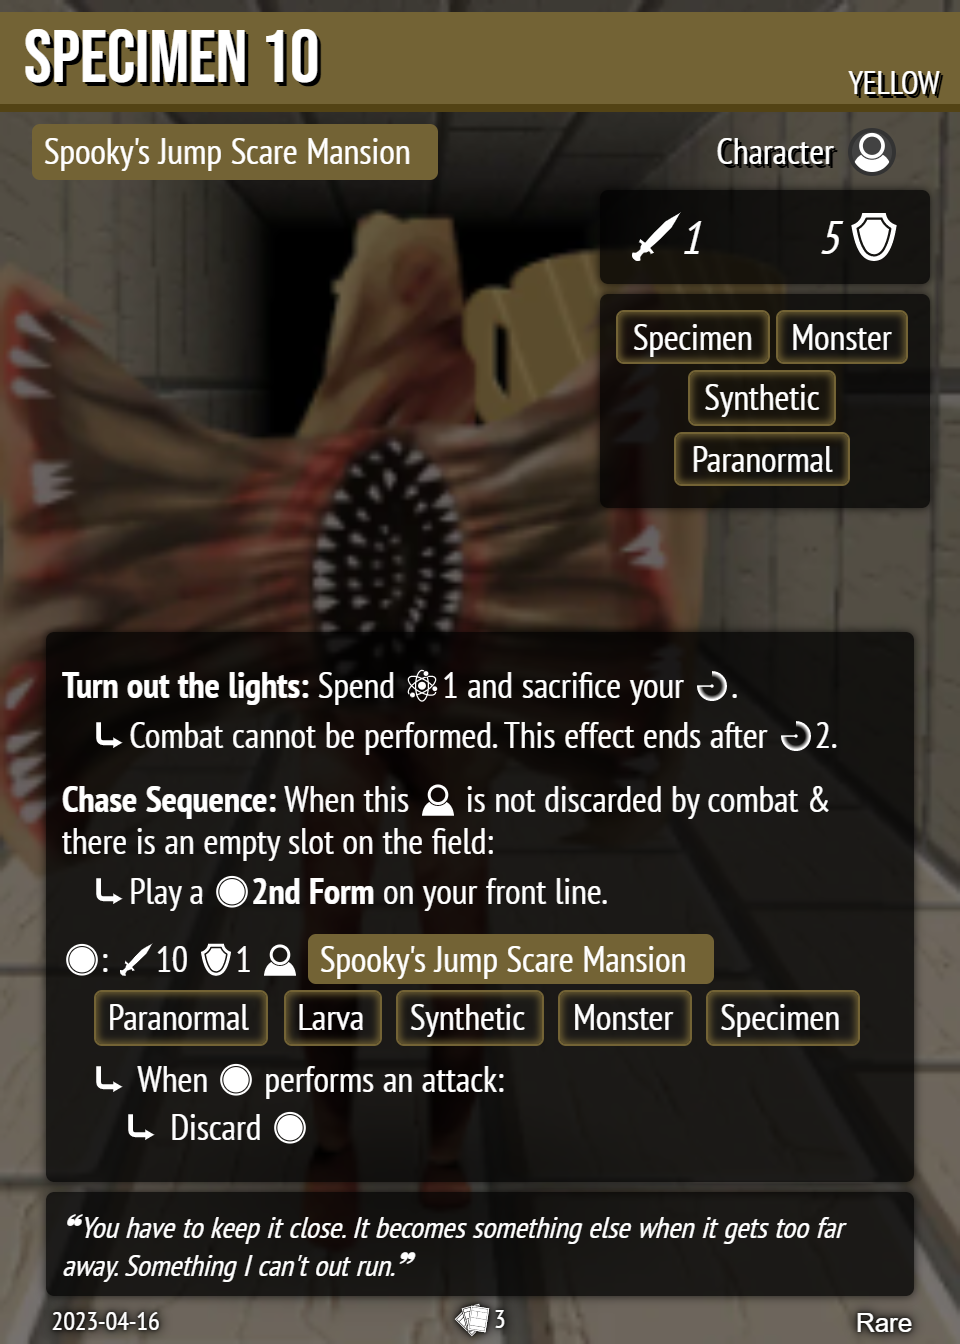 SPECIMEN 10
YELLOW
Spooky's Jump Scare Mansion
Character
1 5
Specimen Monster
Synthetic
Paranormal
Turn out the lights: Spend 1 and sacrifice your .
Combat cannot be performed. This effect ends after 2.
Chase Sequence: When this is not discarded by combat &
there is an empty slot on the field:
Play a 2nd Form on your front line.
: 10 1 Spooky's Jump Scare Mansion
Paranormal Larva Synthetic Monster Specimen
When performs an attack:
Discard
❝You have to keep it close. It becomes something else when it gets too far
away. Something I can't out run.❞
2023-04-16 3 Rare